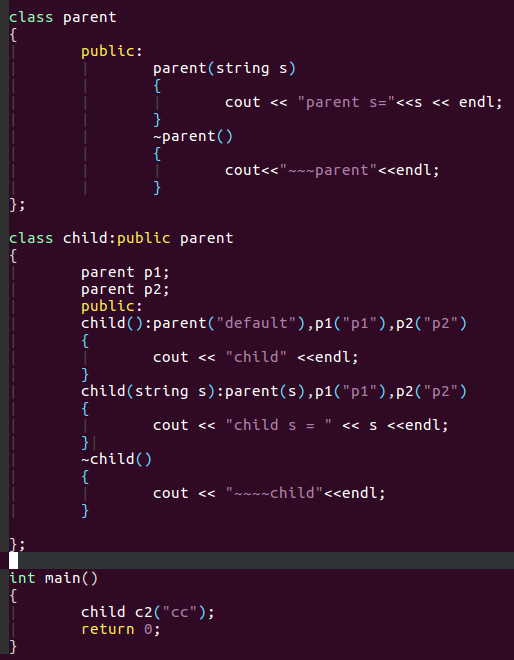 class parent
{
public:
parent(string s)
{
cout << "parent s="<<s << endl;
}
~parent()
{
cout<<"~~~parent"<<endl;
}
};
class child:public parent
{
parent p1;
parent p2;
public:
child():parent("default"),p1("p1"),p2("p2")
{
cout << "child" <<endl;
}
child(string s):parent(s),p1("p1"),p2("p2")
{
cout << "child s = " << s <<endl;
}
~child()
{
cout << "~~~~child"<<endl;
}
};
int main()
{
child c2("cc");
return 0;
}